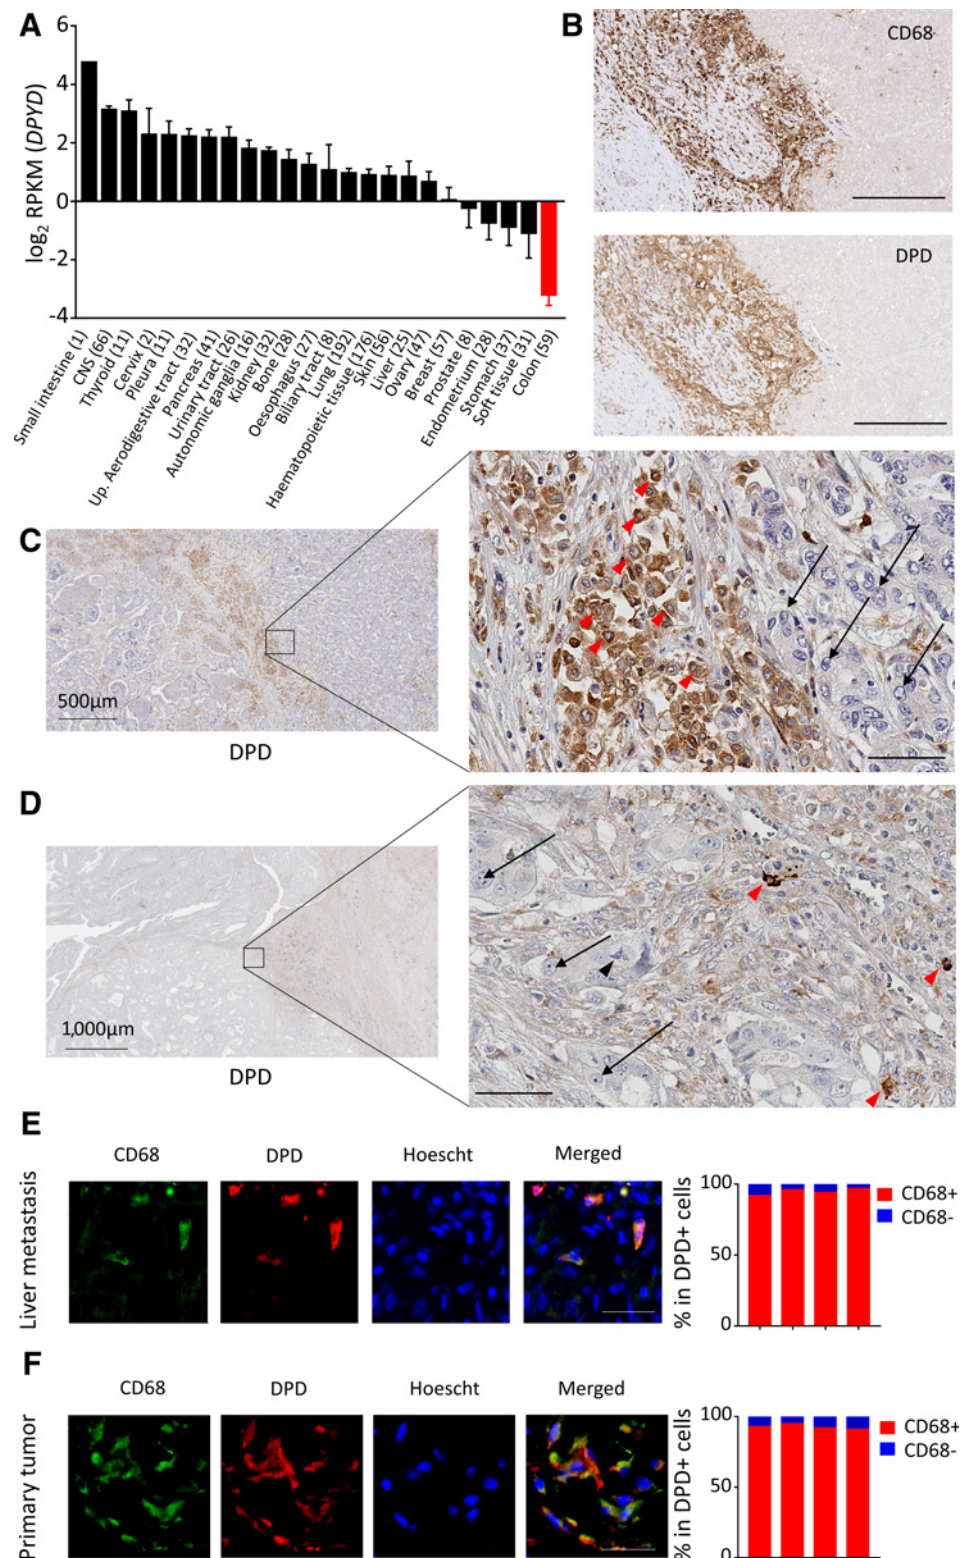 A
6
4
2
0
-2
-4
log2 RPKM (DPYD)
Small intestine (1)
CNS (66)
Thyroid (11)
Cervix (2)
Pleura (11)
Up. Aerodigestive tract (32)
Pancreas (41)
Urinary tract (26)
Autonomic ganglia (16)
Kidney (32)
Bone (28)
Oesophagus (27)
Biliary tract (8)
Lung (192)
Haematopoietic tissue (176)
Skin (56)
Liver (25)
Ovary (47)
Breast (57)
Prostate (8)
Endometrium (28)
Stomach (37)
Soft tissue (31)
Colon (59)
B
CD68
DPD
C
500μm
DPD
D
1,000μm
DPD
E
CD68 DPD Hoescht Merged
Liver metastasis
% in DPD+ cells
100
50
0
CD68+
CD68-
F
CD68 DPD Hoescht Merged
Primary tumor
% in DPD+ cells
100
50
0
CD68+
CD68-